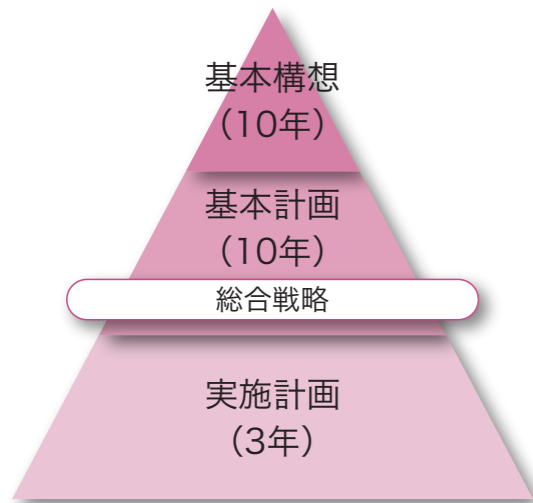 基本構想
（10年）
基本計画
（10年）
総合戦略
実施計画
（3年）